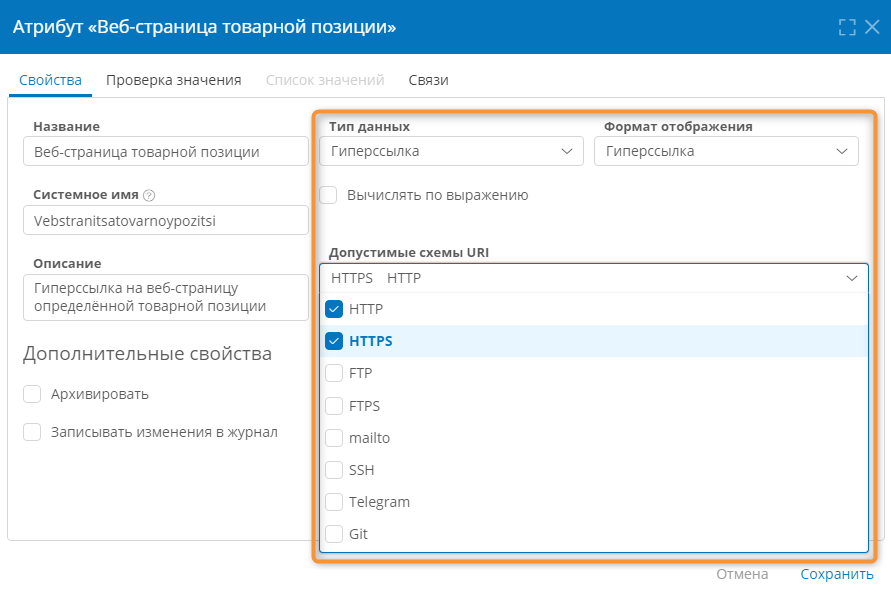 Атрибут «Веб-страница товарной позиции»
Свойства Проверка значения Список значений Связи
Название
Веб-страница товарной позиции
Системное имя ?
Vebstranitsatovarnoypozitsi
Описание
Гиперссылка на веб-страницу
определённой товарной позиции
Дополнительные свойства
Архивировать
Записывать изменения в журнал
Тип данных Формат отображения
Гиперссылка Гиперссылка
Вычислять по выражению
Допустимые схемы URI
HTTPS HTTP
HTTP
HTTPS
FTP
FTPS
mailto
SSH
Telegram
Git
Отмена Сохранить